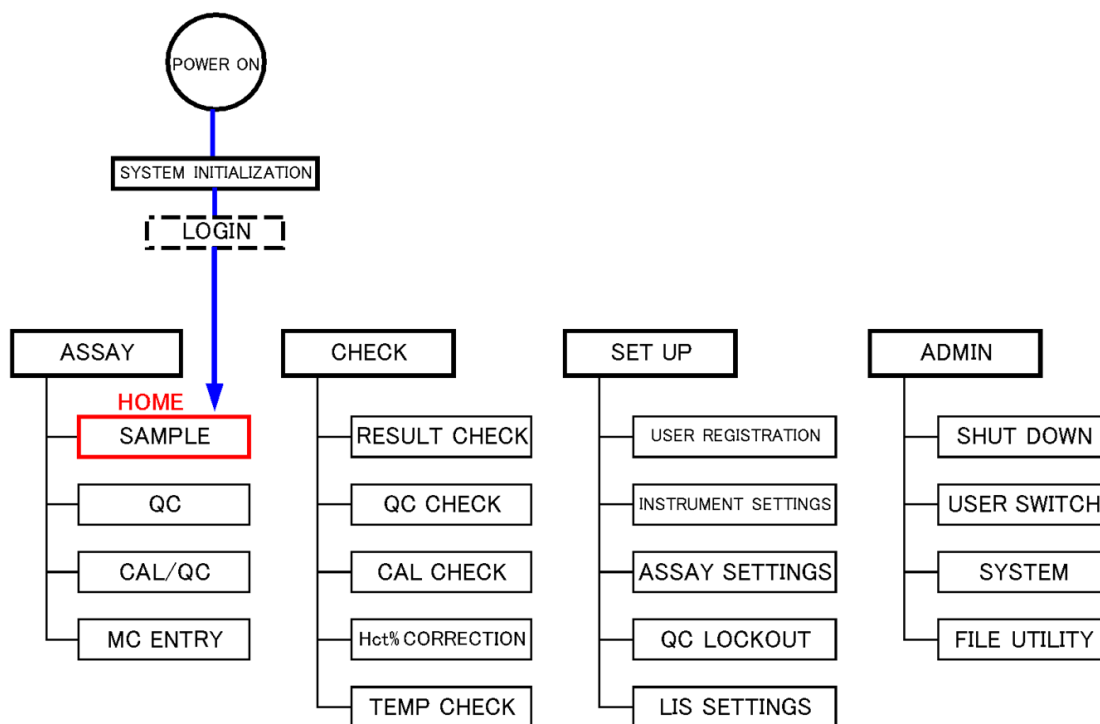 POWER ON
SYSTEM INITIALIZATION
LOGIN
ASSAY
CHECK
SET UP
ADMIN
HOME
SAMPLE
RESULT CHECK
USER REGISTRATION
SHUT DOWN
QC
QC CHECK
INSTRUMENT SETTINGS
USER SWITCH
CAL/QC
CAL CHECK
ASSAY SETTINGS
SYSTEM
MC ENTRY
Hct% CORRECTION
QC LOCKOUT
FILE UTILITY
TEMP CHECK
LIS SETTINGS